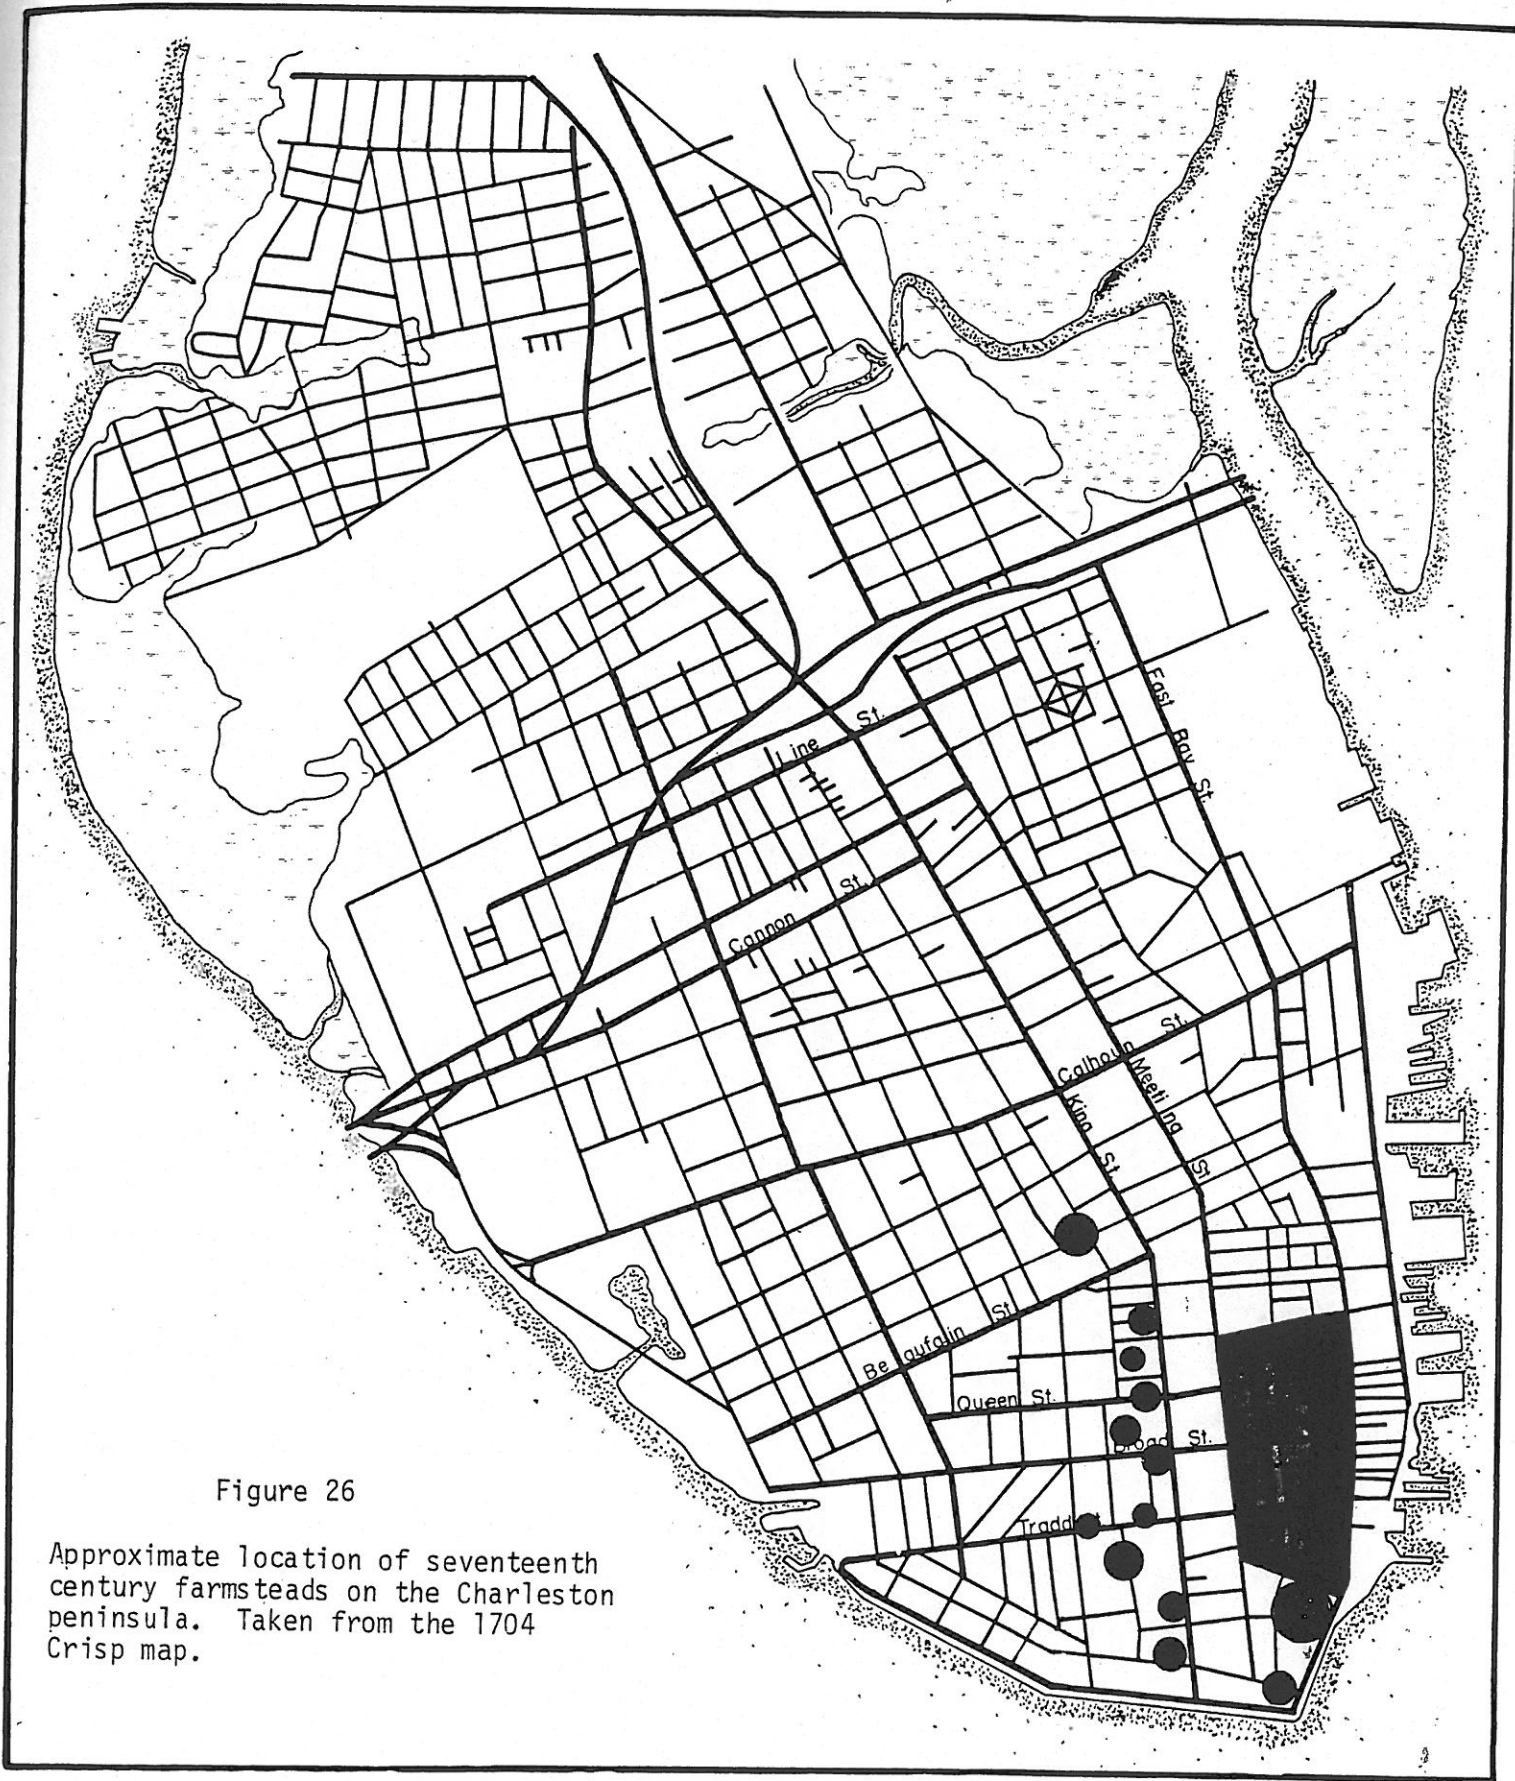 East Bay St.
Line St.
Cannon St.
Calhoun St.
Meeting St
King St.
Beaufain St.
Queen St.
Broad St.
Tradd
Figure 26
Approximate location of seventeenth
century farmsteads on the Charleston
peninsula. Taken from the 1704
Crisp map.